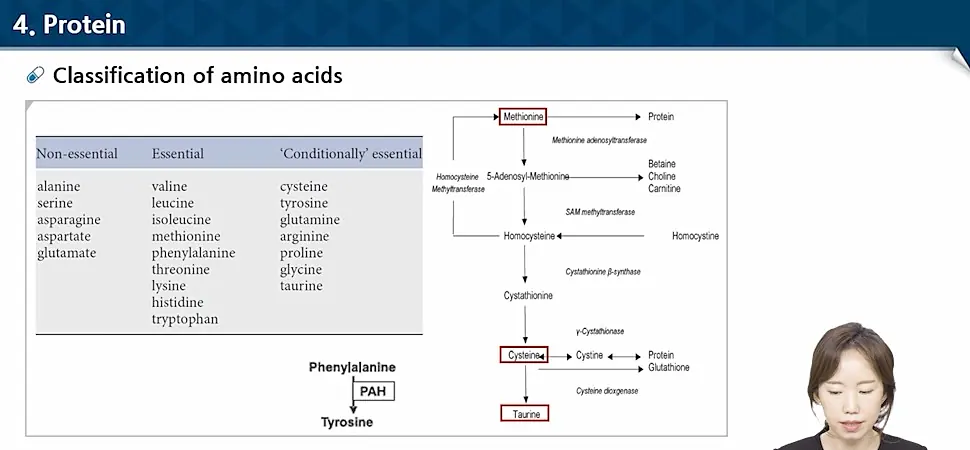 4. Protein
Classification of amino acids
Non-essential Essential 'Conditionally' essential
alanine valine cysteine
serine leucine tyrosine
asparagine isoleucine glutamine
aspartate methionine arginine
glutamate phenylalanine proline
threonine glycine
lysine taurine
histidine
tryptophan
Phenylalanine
PAH
Tyrosine
Methionine Protein
Methionine adenosyltransferase
Homocysteine
Methyltransferase
5-Adenosyl-Methionine
Betaine
Choline
Carnitine
SAM methyltransferase
Homocysteine Homocystine
Cystathionine β-synthase
Cystathionine
γ-Cystathionase
Cysteine Cystine Protein
Glutathione
Cysteine dioxgenase
Taurine